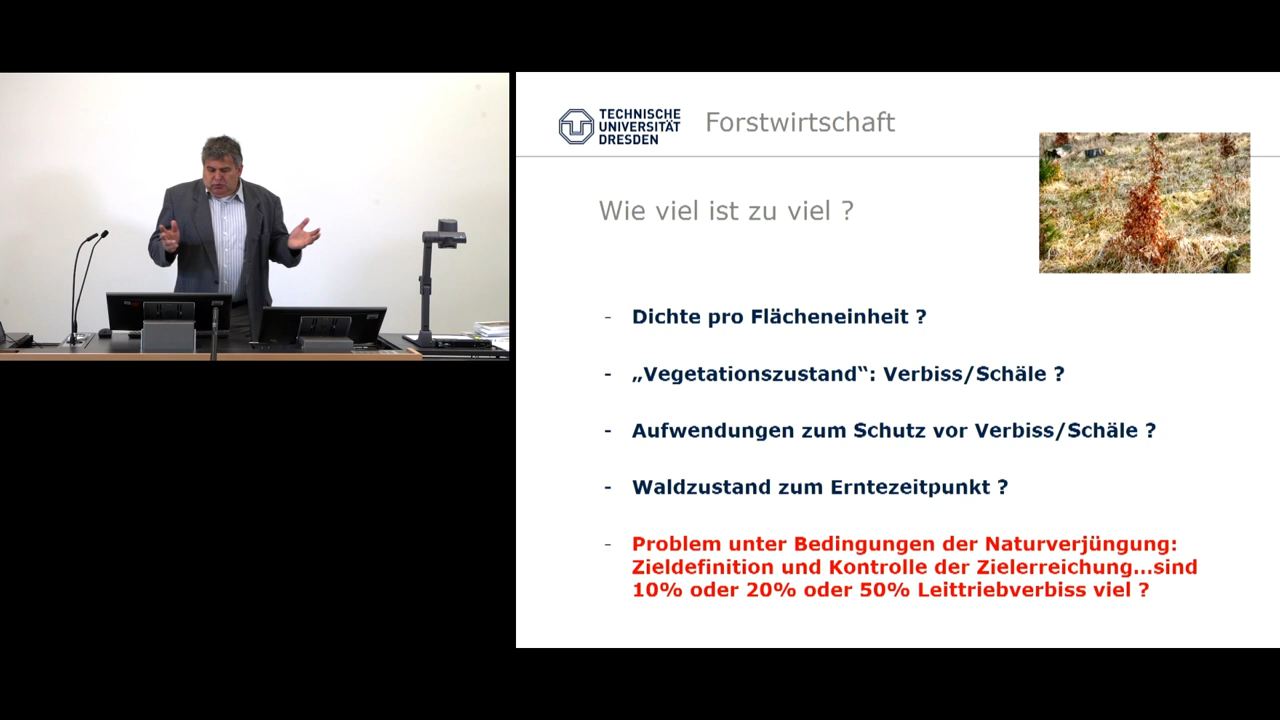 TECHNISCHE
UNIVERSITÄT
DRESDEN
Forstwirtschaft
Wie viel ist zu viel ?
- Dichte pro Flächeneinheit ?
- „Vegetationszustand“: Verbiss/Schäle ?
- Aufwendungen zum Schutz vor Verbiss/Schäle ?
- Waldzustand zum Erntezeitpunkt ?
- Problem unter Bedingungen der Naturverjüngung:
Zieldefinition und Kontrolle der Zielerreichung...sind
10% oder 20% oder 50% Leittriebverbiss viel ?